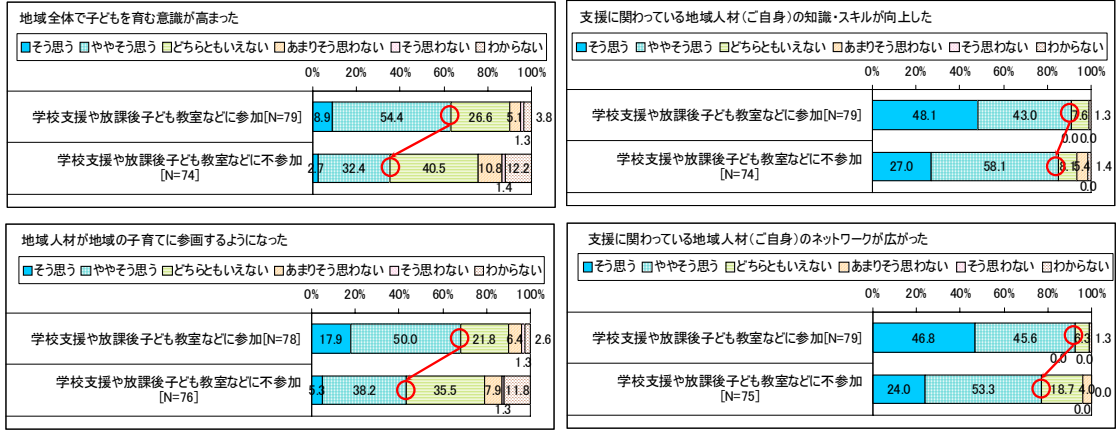 地域全体で子どもを育む意識が高まった
そう思う ややそう思う どちらともいえない あまりそう思わない そう思わない わからない
0% 20% 40% 60% 80% 100%
学校支援や放課後子ども教室などに参加[N=79]
8.9 54.4 26.6 5.1 3.8
1.3
学校支援や放課後子ども教室などに不参加
[N=74]
2.7 32.4 40.5 10.8 12.2
1.4
支援に関わっている地域人材(ご自身)の知識・スキルが向上した
そう思う ややそう思う どちらともいえない あまりそう思わない そう思わない わからない
0% 20% 40% 60% 80% 100%
学校支援や放課後子ども教室などに参加[N=79]
48.1 43.0 7.6 1.3
0.0 0.0
学校支援や放課後子ども教室などに不参加
[N=74]
27.0 58.1 8.1 5.4 1.4
0.0
地域人材が地域の子育てに参画するようになった
そう思う ややそう思う どちらともいえない あまりそう思わない そう思わない わからない
0% 20% 40% 60% 80% 100%
学校支援や放課後子ども教室などに参加[N=78]
17.9 50.0 21.8 6.4 2.6
1.3
学校支援や放課後子ども教室などに不参加
[N=76]
5.3 38.2 35.5 7.9 11.8
1.3
支援に関わっている地域人材(ご自身)のネットワークが広がった
そう思う ややそう思う どちらともいえない あまりそう思わない そう思わない わからない
0% 20% 40% 60% 80% 100%
学校支援や放課後子ども教室などに参加[N=79]
46.8 45.6 6.3 1.3
0.0 0.0
学校支援や放課後子ども教室などに不参加
[N=75]
24.0 53.3 18.7 4.0 0.0
0.0